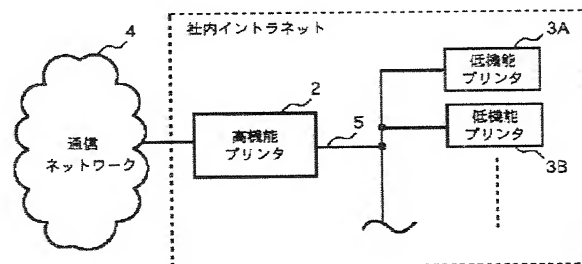 4
社内イントラネット
3A
低機能
プリンタ
2
5
高機能
プリンタ
通信
ネットワーク
低機能
プリンタ
3B